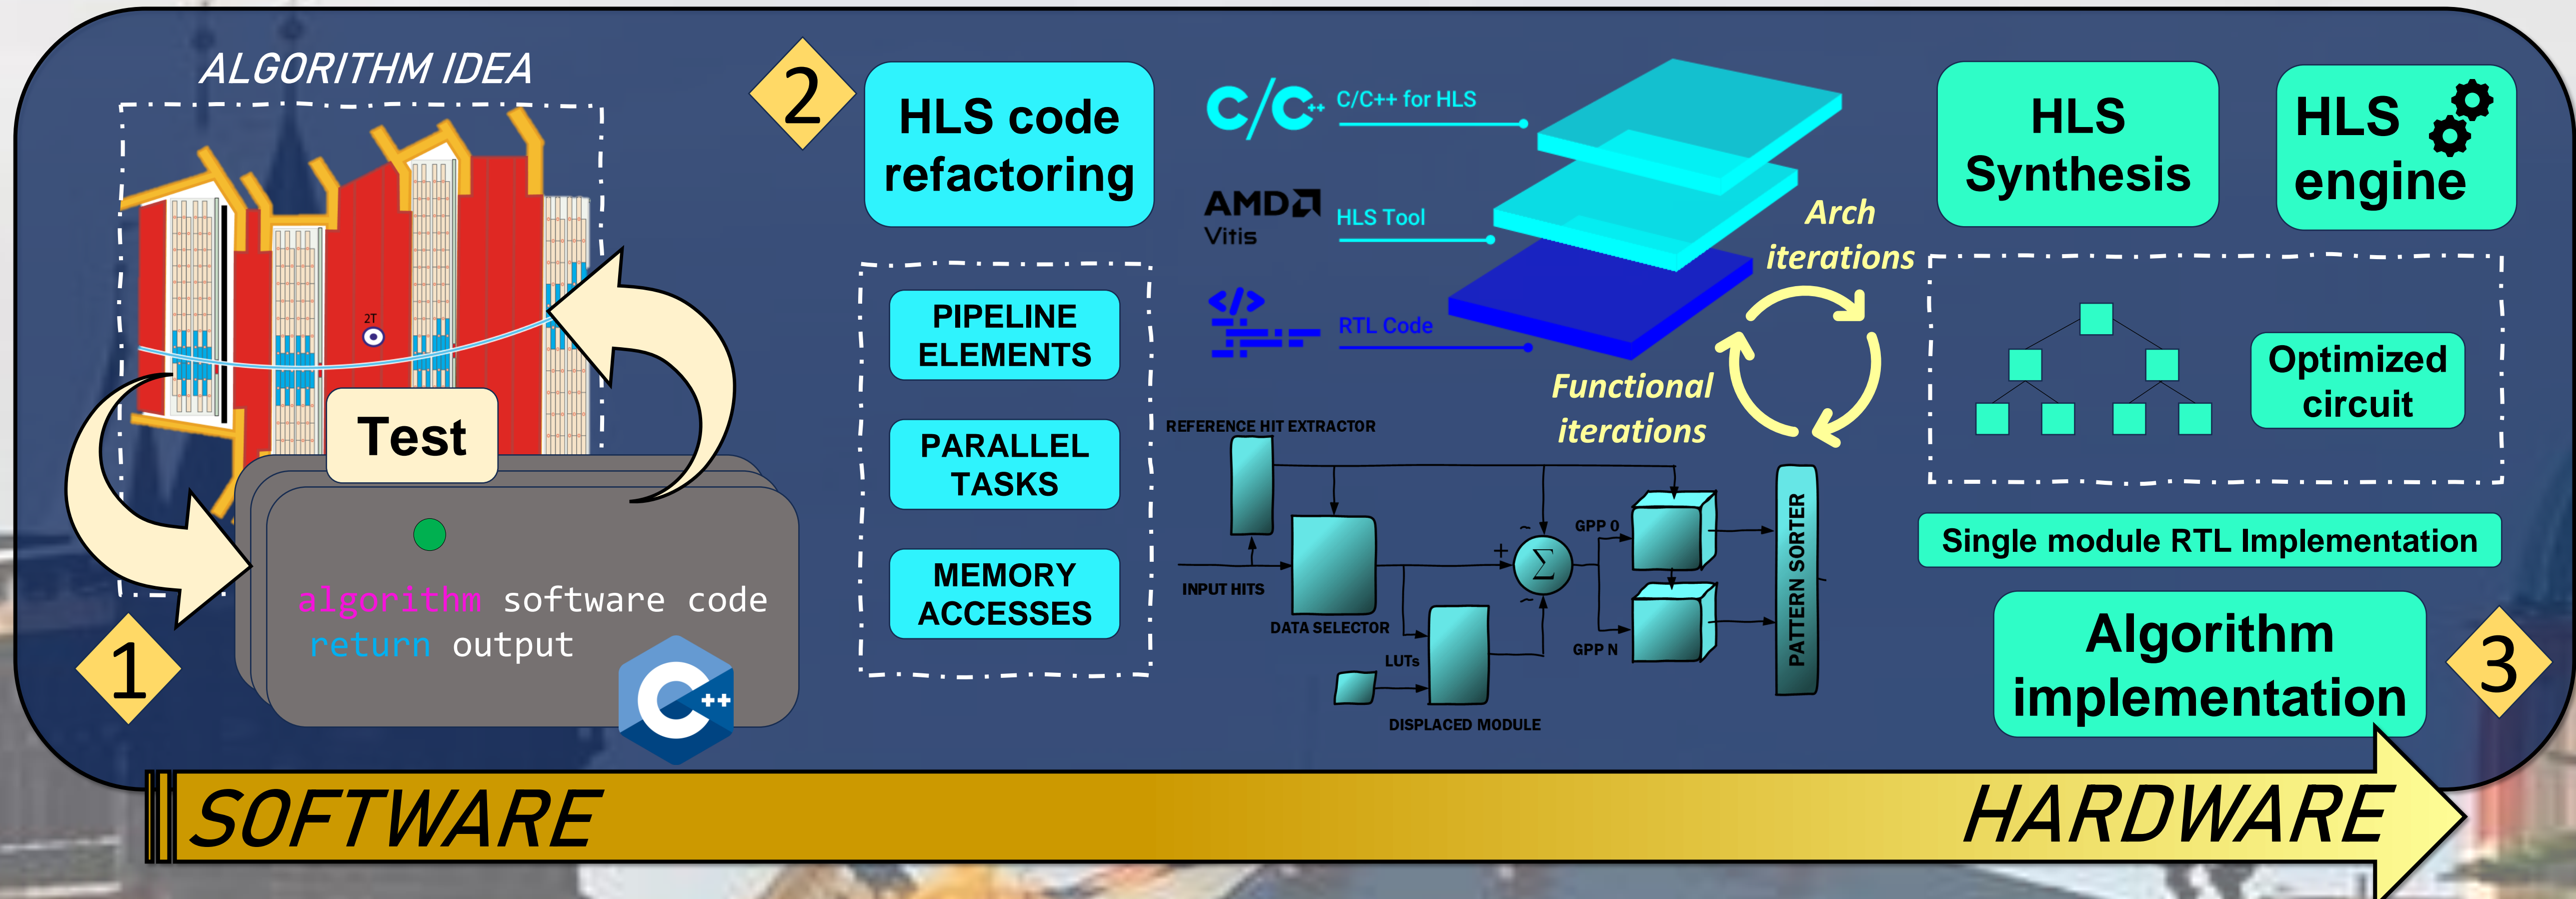 ALGORITHM IDEA
2T
Test
algorithm software code
return output
C++
1
2
HLS code
refactoring
PIPELINE
ELEMENTS
PARALLEL
TASKS
MEMORY
ACCESSES
C/C++
C/C++ for HLS
AMD
Vitis
HLS Tool
</>
RTL Code
Arch
iterations
Functional
iterations
REFERENCE HIT EXTRACTOR
INPUT HITS
DATA SELECTOR
LUTs
DISPLACED MODULE
~
+
Σ
~
GPP 0
GPP N
PATTERN SORTER
HLS
Synthesis
HLS
engine
Optimized
circuit
Single module RTL Implementation
Algorithm
implementation
3
SOFTWARE
HARDWARE